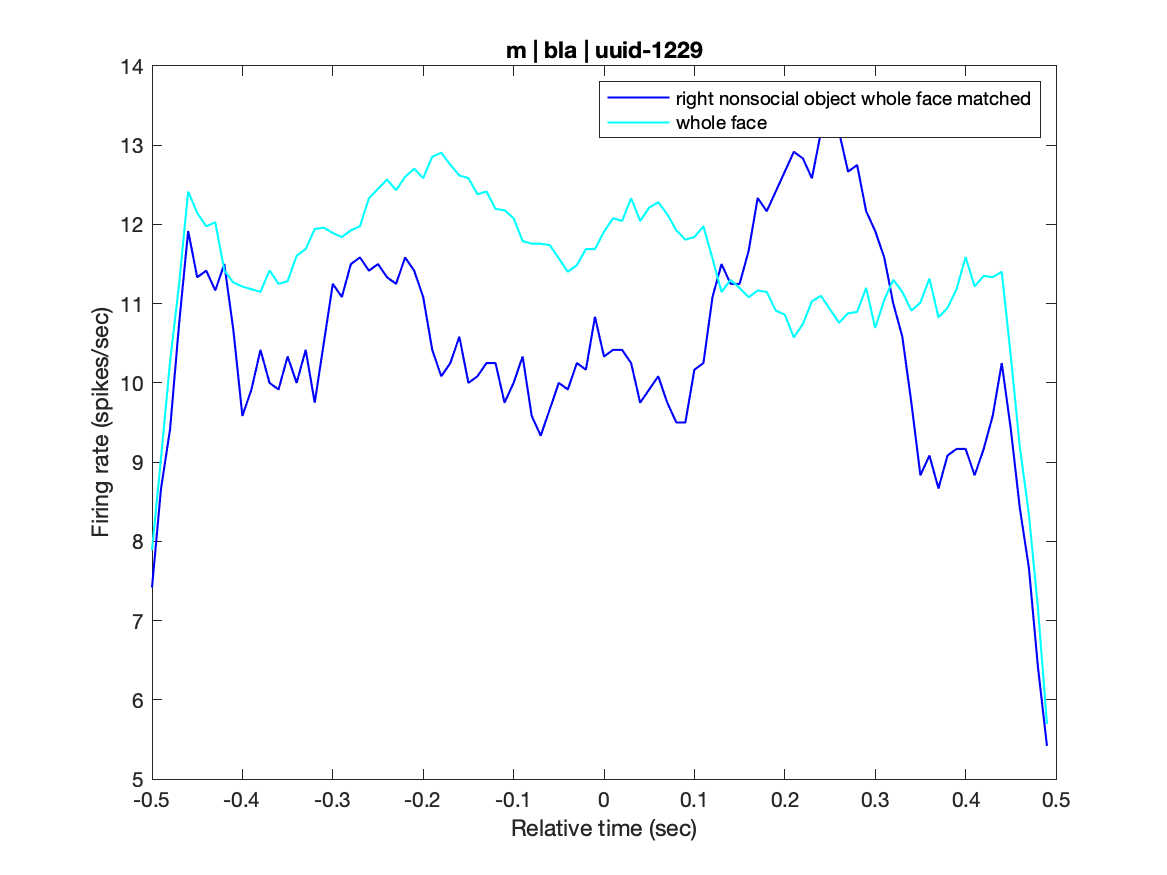 m | bla | uuid-1229
right nonsocial object whole face matched
whole face
14
13
12
11
10
9
8
7
6
5
Firing rate (spikes/sec)
-0.5 -0.4 -0.3 -0.2 -0.1 0 0.1 0.2 0.3 0.4 0.5
Relative time (sec)